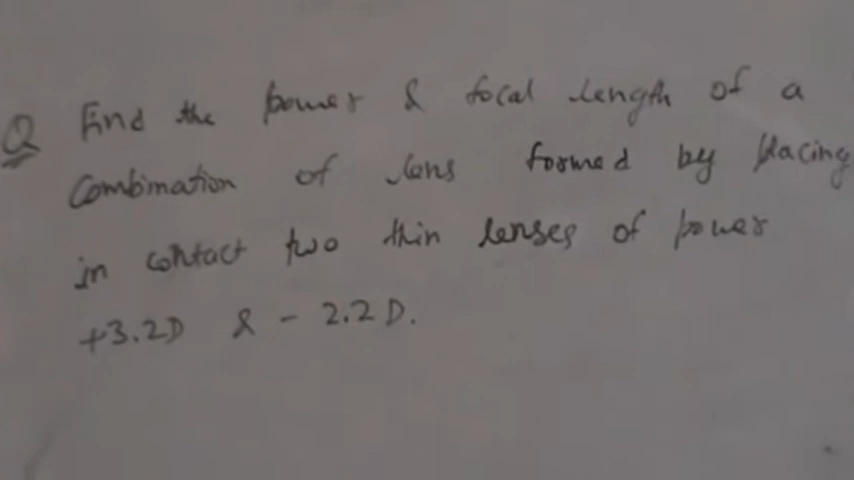 Q Find the power & focal length of a
Combination of lens formed by placing
in contact two thin lenses of power
+3.2D & - 2.2 D.